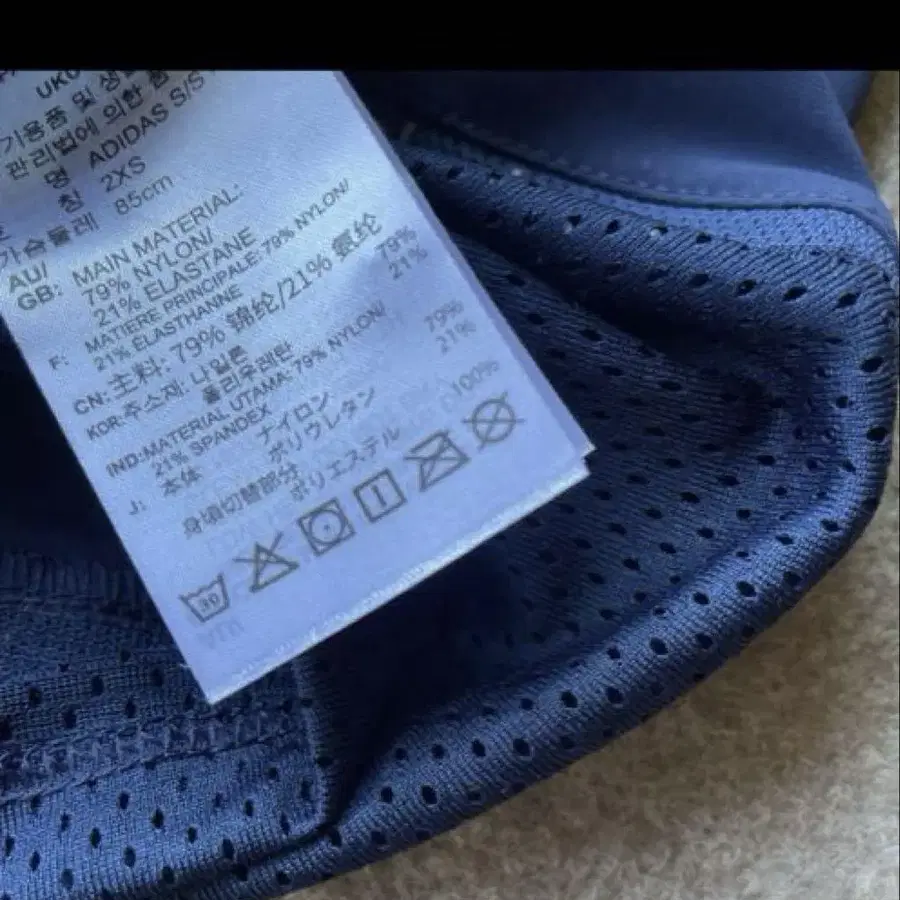 UKC
기용품 및 생활
관리법에 의한 품
명 ADIDAS S/S T
칭 2XS
가슴둘레 85cm
AU/
GB: MAIN MATERIAL:
79% NYLON/
21% ELASTANE
F: MATIERE PRINCIPALE: 79% NYLON/
21% ELASTHANNE
CN: 主料: 79% 锦纶/21% 氨纶
KOR: 주소재: 나일론 79%
폴리우레탄 21%
IND: MATERIAL UTAMA: 79% NYLON/
21% SPANDEX
J: 本体 ナイロン 79%
ポリウレタン 21%
身頃切替部分
ポリエステル 100%
30